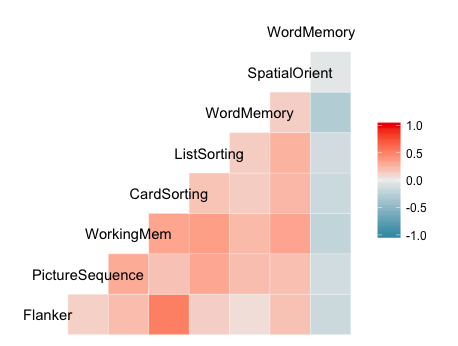 WordMemory
SpatialOrient
WordMemory
ListSorting
CardSorting
WorkingMem
PictureSequence
Flanker
1.0
0.5
0.0
-0.5
-1.0